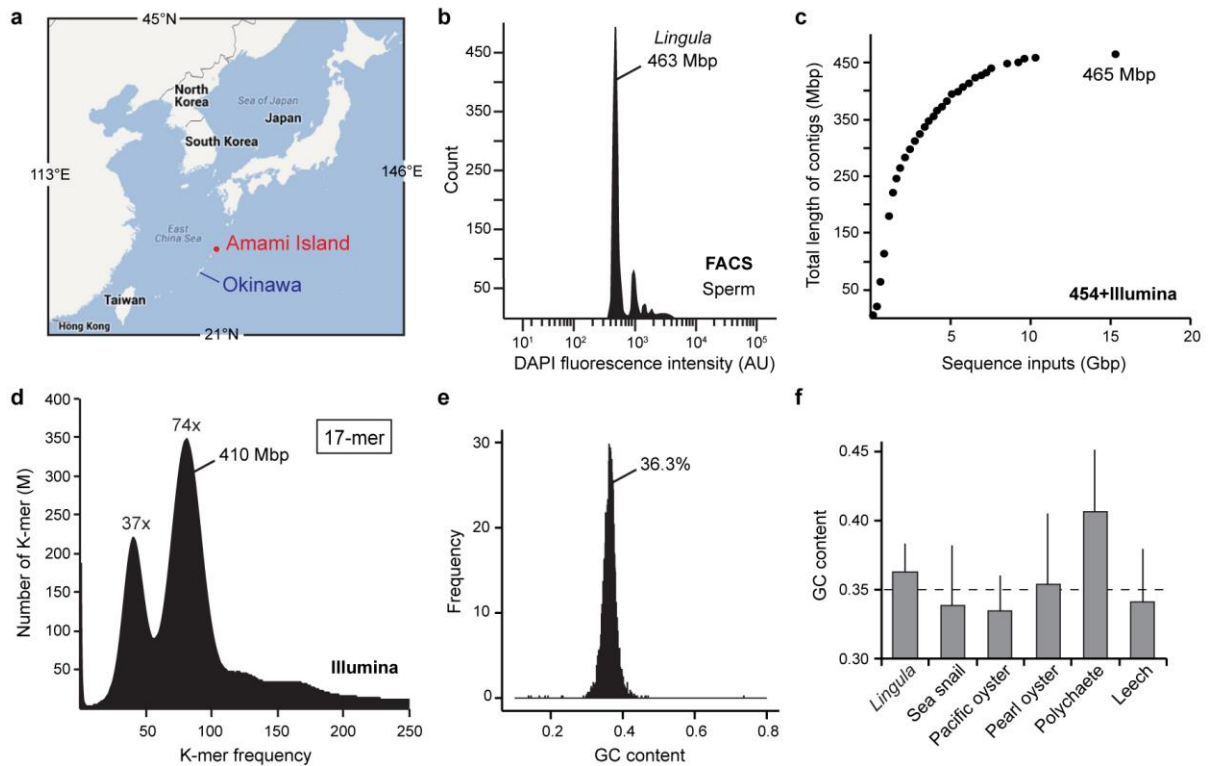 a
45°N
North
Korea
Sea of Japan
Japan
South Korea
113°E
146°E
East
China Sea
Amami Island
Okinawa
Taiwan
Hong Kong
21°N
b
Lingula
463 Mbp
450
350
250
150
50
Count
FACS
Sperm
10¹ 10² 10³ 10⁴ 10⁵
DAPI fluorescence intensity (AU)
c
465 Mbp
450
350
250
150
50
Total length of contigs (Mbp)
454+Illumina
5 10 15 20
Sequence inputs (Gbp)
d
400
350
300
250
200
150
100
50
Number of K-mer (M)
74x
17-mer
410 Mbp
37x
Illumina
50 100 150 200 250
K-mer frequency
e
30
20
10
0
Frequency
36.3%
0.2 0.4 0.6 0.8
GC content
f
0.45
0.40
0.35
0.30
GC content
Lingula
Sea snail
Pacific oyster
Pearl oyster
Polychaete
Leech